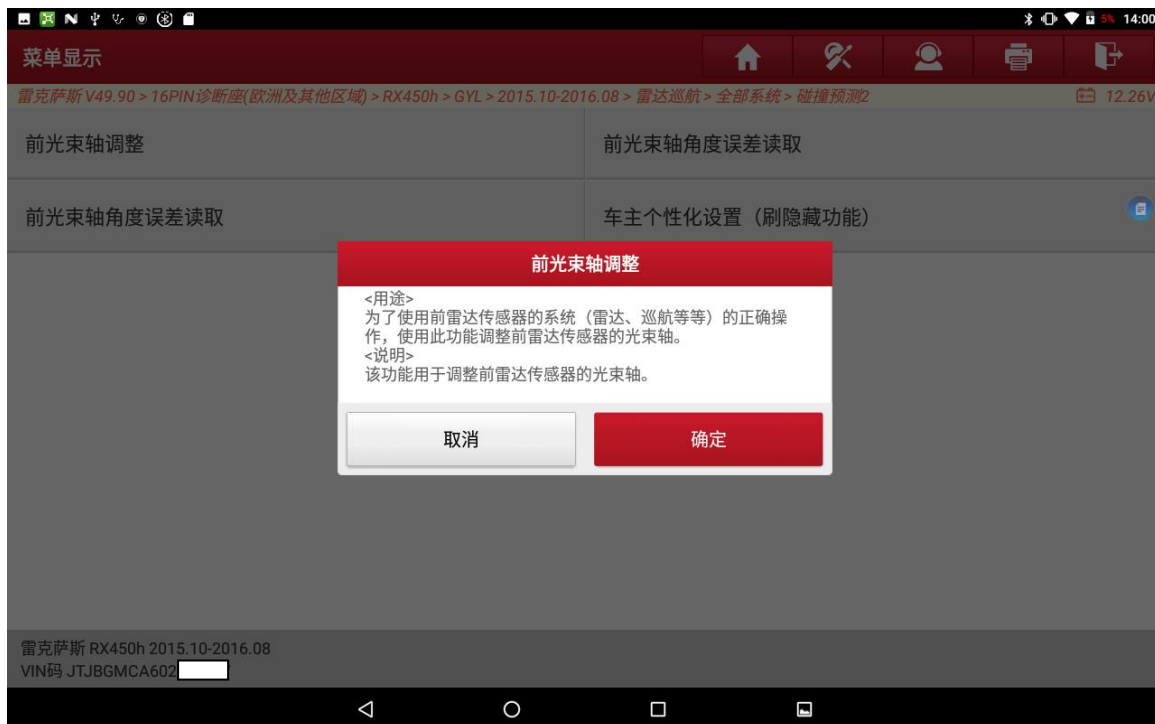 5% 14:00
菜单显示
雷克萨斯 V49.90 > 16PIN诊断座(欧洲及其他区域) > RX450h > GYL > 2015.10-2016.08 > 雷达巡航 > 全部系统 > 碰撞预测2 12.26V
前光束轴调整
前光束轴角度误差读取
前光束轴角度误差读取
车主个性化设置（刷隐藏功能）
前光束轴调整
<用途>
为了使用前雷达传感器的系统（雷达、巡航等等）的正确操
作，使用此功能调整前雷达传感器的光束轴。
<说明>
该功能用于调整前雷达传感器的光束轴。
取消
确定
雷克萨斯 RX450h 2015.10-2016.08
VIN码 JTJBGMCA602